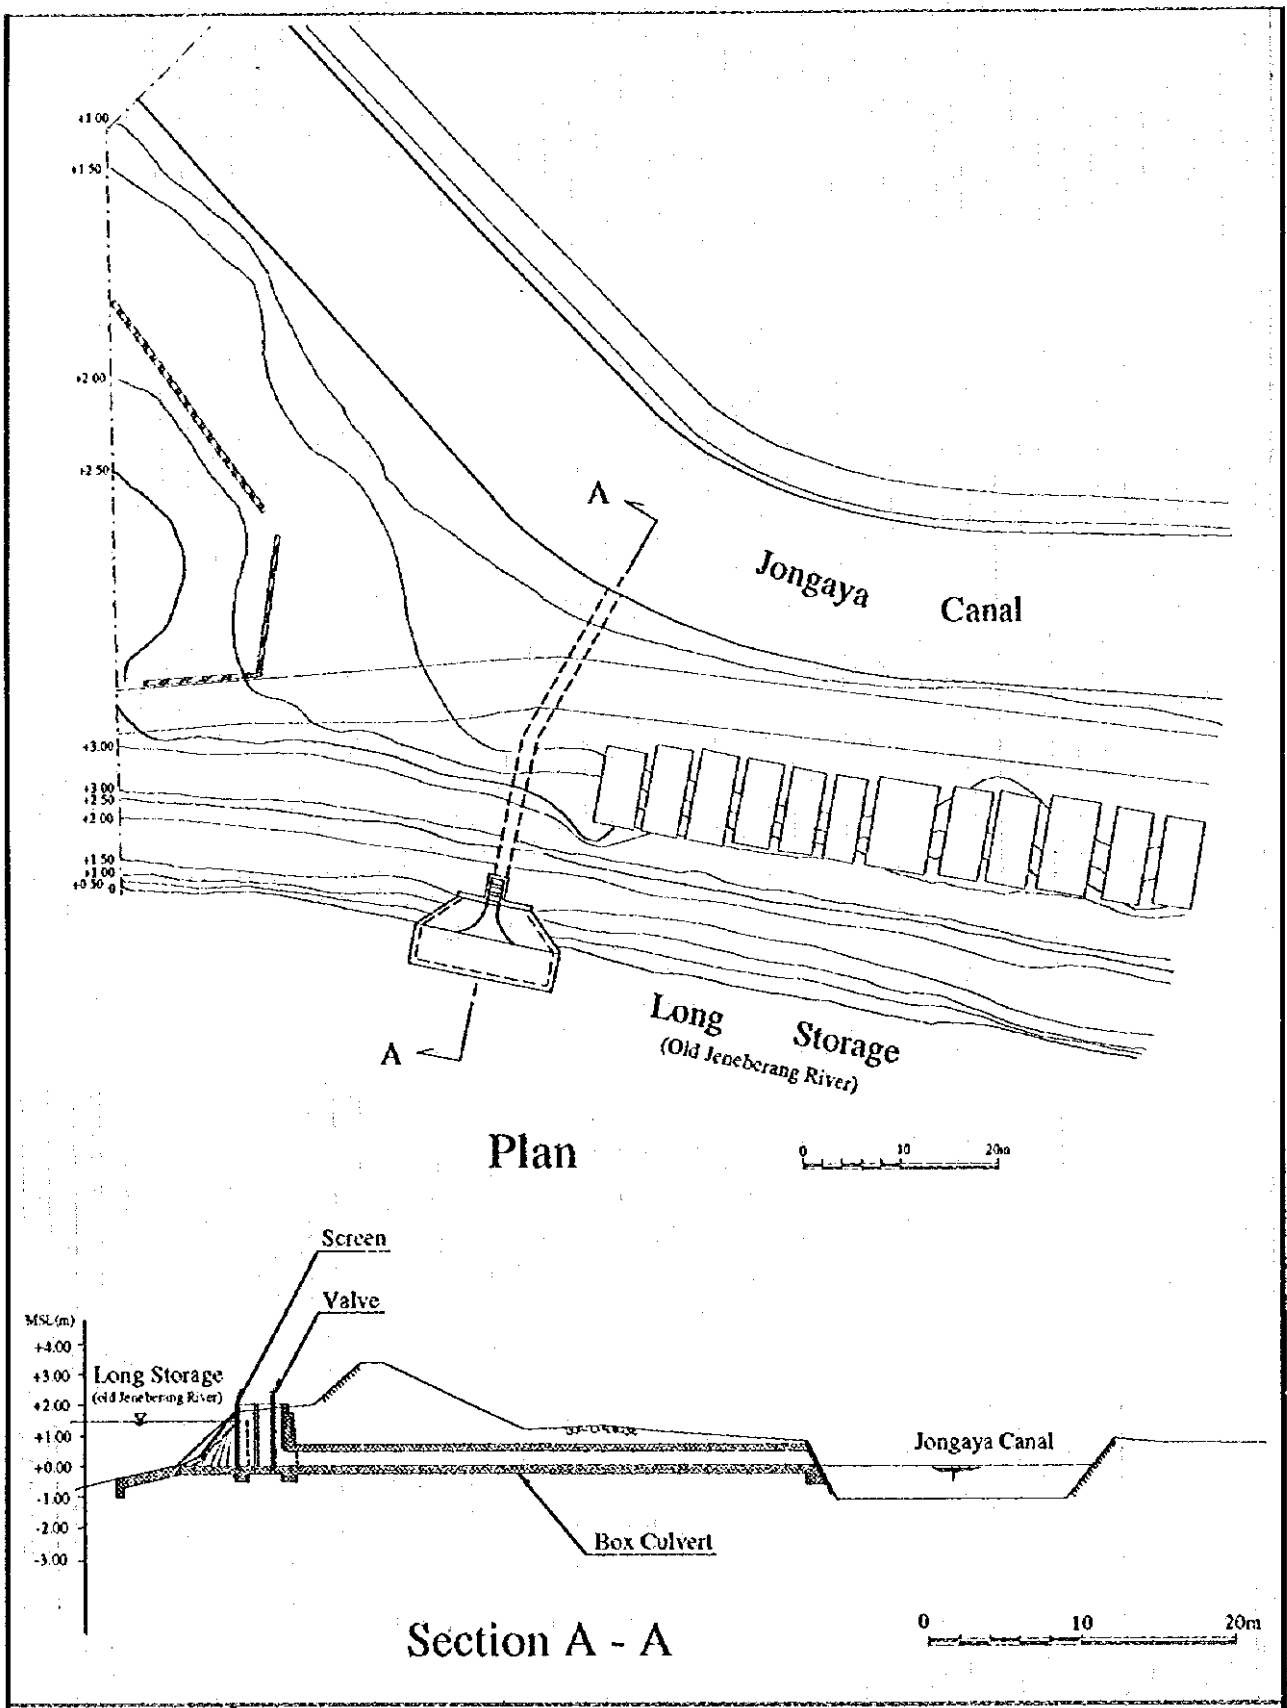 +1.00
+1.50
+2.00
+2.50
A
Jongaya Canal
+3.00
+3.00
+2.50
+2.00
+1.50
+1.00
+0.50
0
Long Storage
(Old Jeneberang River)
A
Plan
0 10 20m
Screen
Valve
MSL(m)
+4.00
+3.00
Long Storage
(old Jeneberang River)
+2.00
+1.00
Jongaya Canal
+0.00
-1.00
-2.00
Box Culvert
-3.00
Section A - A
0 10 20m